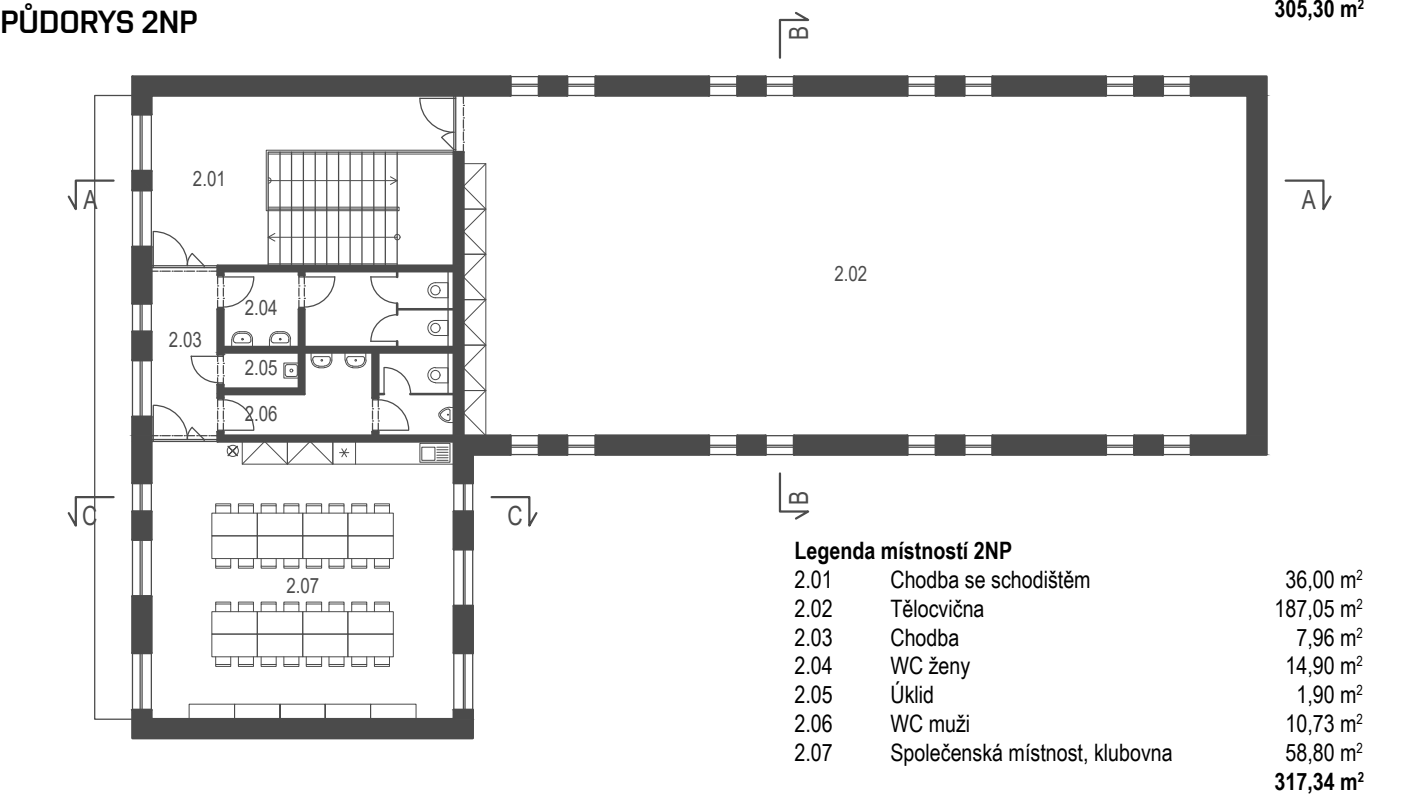 305,30 m²
PŮDORYS 2NP
B
2.01
A
A
2.02
2.04
2.03
2.05
2.06
C
C
B
2.07
Legenda místností 2NP
2.01 Chodba se schodištěm 36,00 m²
2.02 Tělocvična 187,05 m²
2.03 Chodba 7,96 m²
2.04 WC ženy 14,90 m²
2.05 Úklid 1,90 m²
2.06 WC muži 10,73 m²
2.07 Společenská místnost, klubovna 58,80 m²
317,34 m²